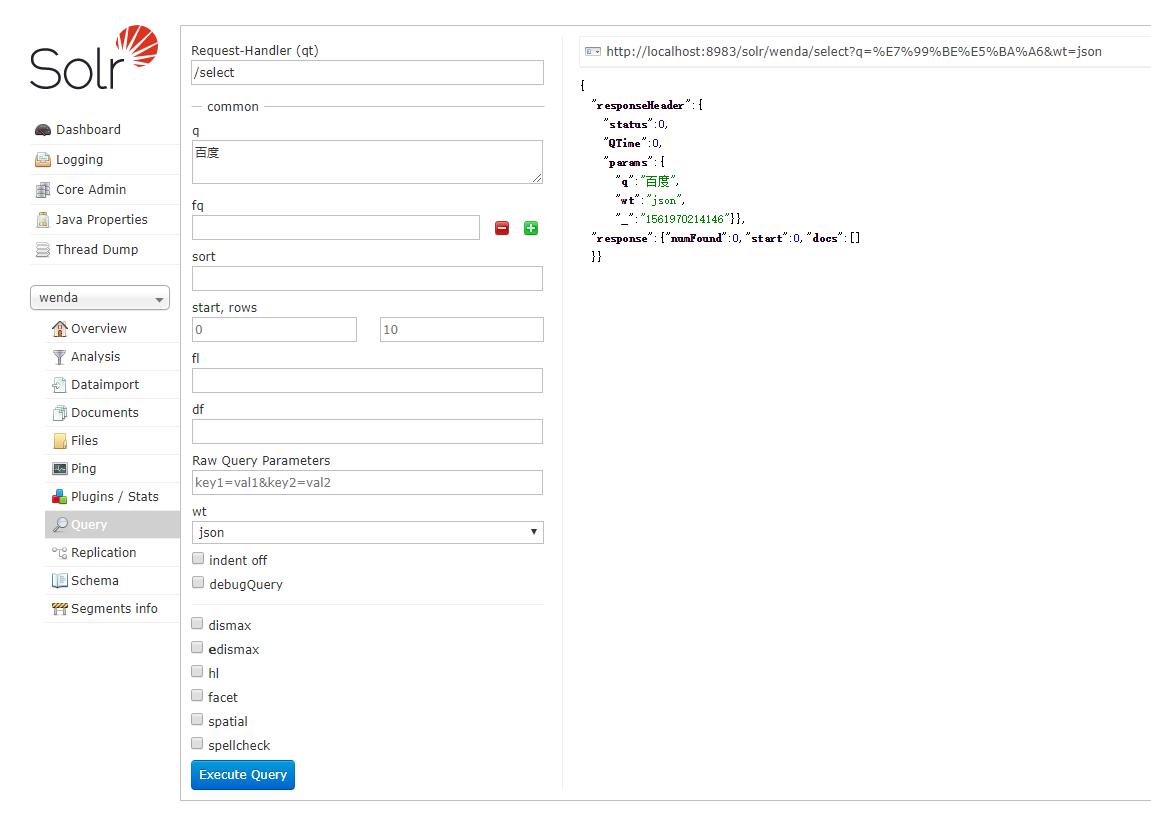 Solr
Dashboard
Logging
Core Admin
Java Properties
Thread Dump
wenda
Overview
Analysis
Dataimport
Documents
Files
Ping
Plugins / Stats
Query
Replication
Schema
Segments info
Request-Handler (qt)
/select
common
q
百度
fq
sort
start, rows
0 10
fl
df
Raw Query Parameters
key1=val1&key2=val2
wt
json
indent off
debugQuery
dismax
edismax
hl
facet
spatial
spellcheck
Execute Query
http://localhost:8983/solr/wenda/select?q=%E7%99%BE%E5%BA%A6&wt=json
{
"responseHeader":{
"status":0,
"QTime":0,
"params":{
"q":"百度",
"wt":"json",
"_":"1561970214146"}},
"response":{"numFound":0,"start":0,"docs":[]
}}